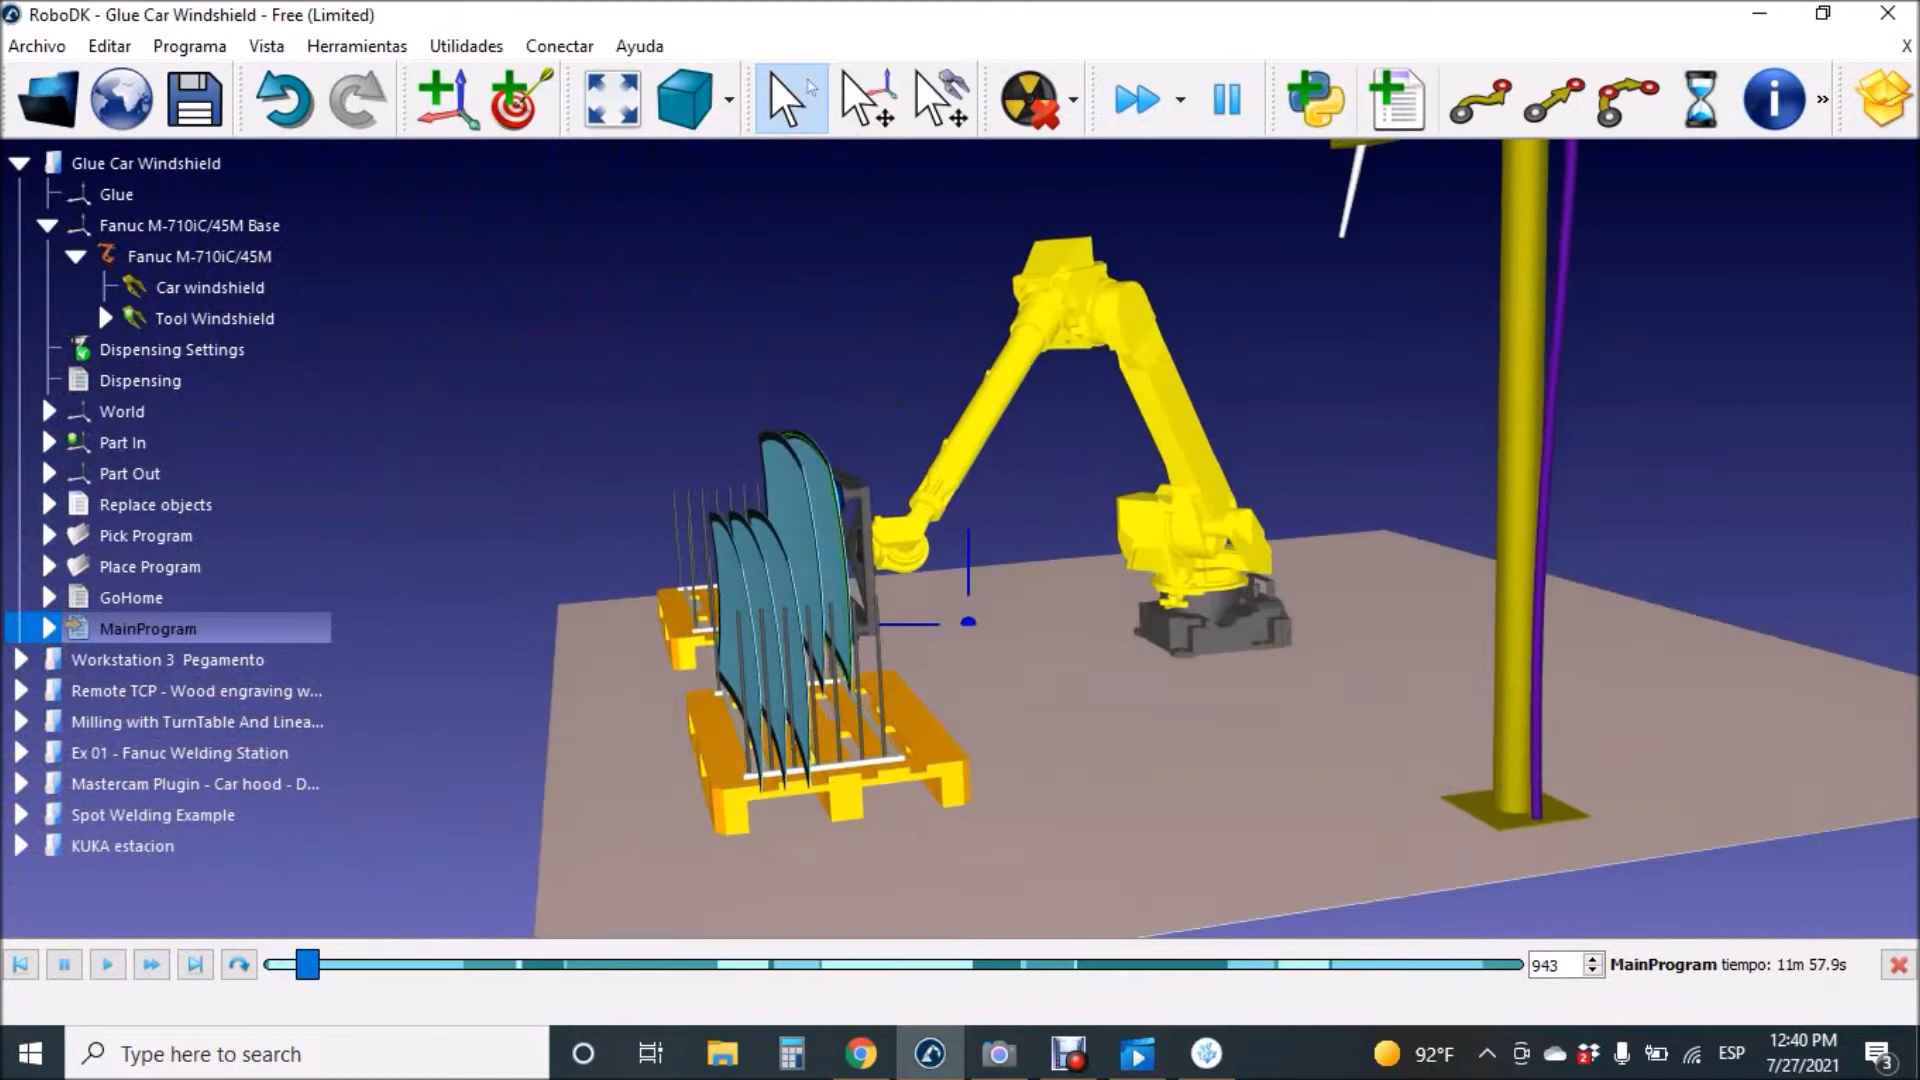 RoboDK - Glue Car Windshield - Free (Limited)
Archivo Editar Programa Vista Herramientas Utilidades Conectar Ayuda X
Glue Car Windshield
Glue
Fanuc M-710iC/45M Base
Fanuc M-710iC/45M
Car windshield
Tool Windshield
Dispensing Settings
Dispensing
World
Part In
Part Out
Replace objects
Pick Program
Place Program
GoHome
MainProgram
Workstation 3 Pegamento
Remote TCP - Wood engraving w...
Milling with TurnTable And Linea...
Ex 01 - Fanuc Welding Station
Mastercam Plugin - Car hood - D...
Spot Welding Example
KUKA estacion
943 MainProgram tiempo: 11m 57.9s
Type here to search
92°F
2
ESP
12:40 PM
7/27/2021
3